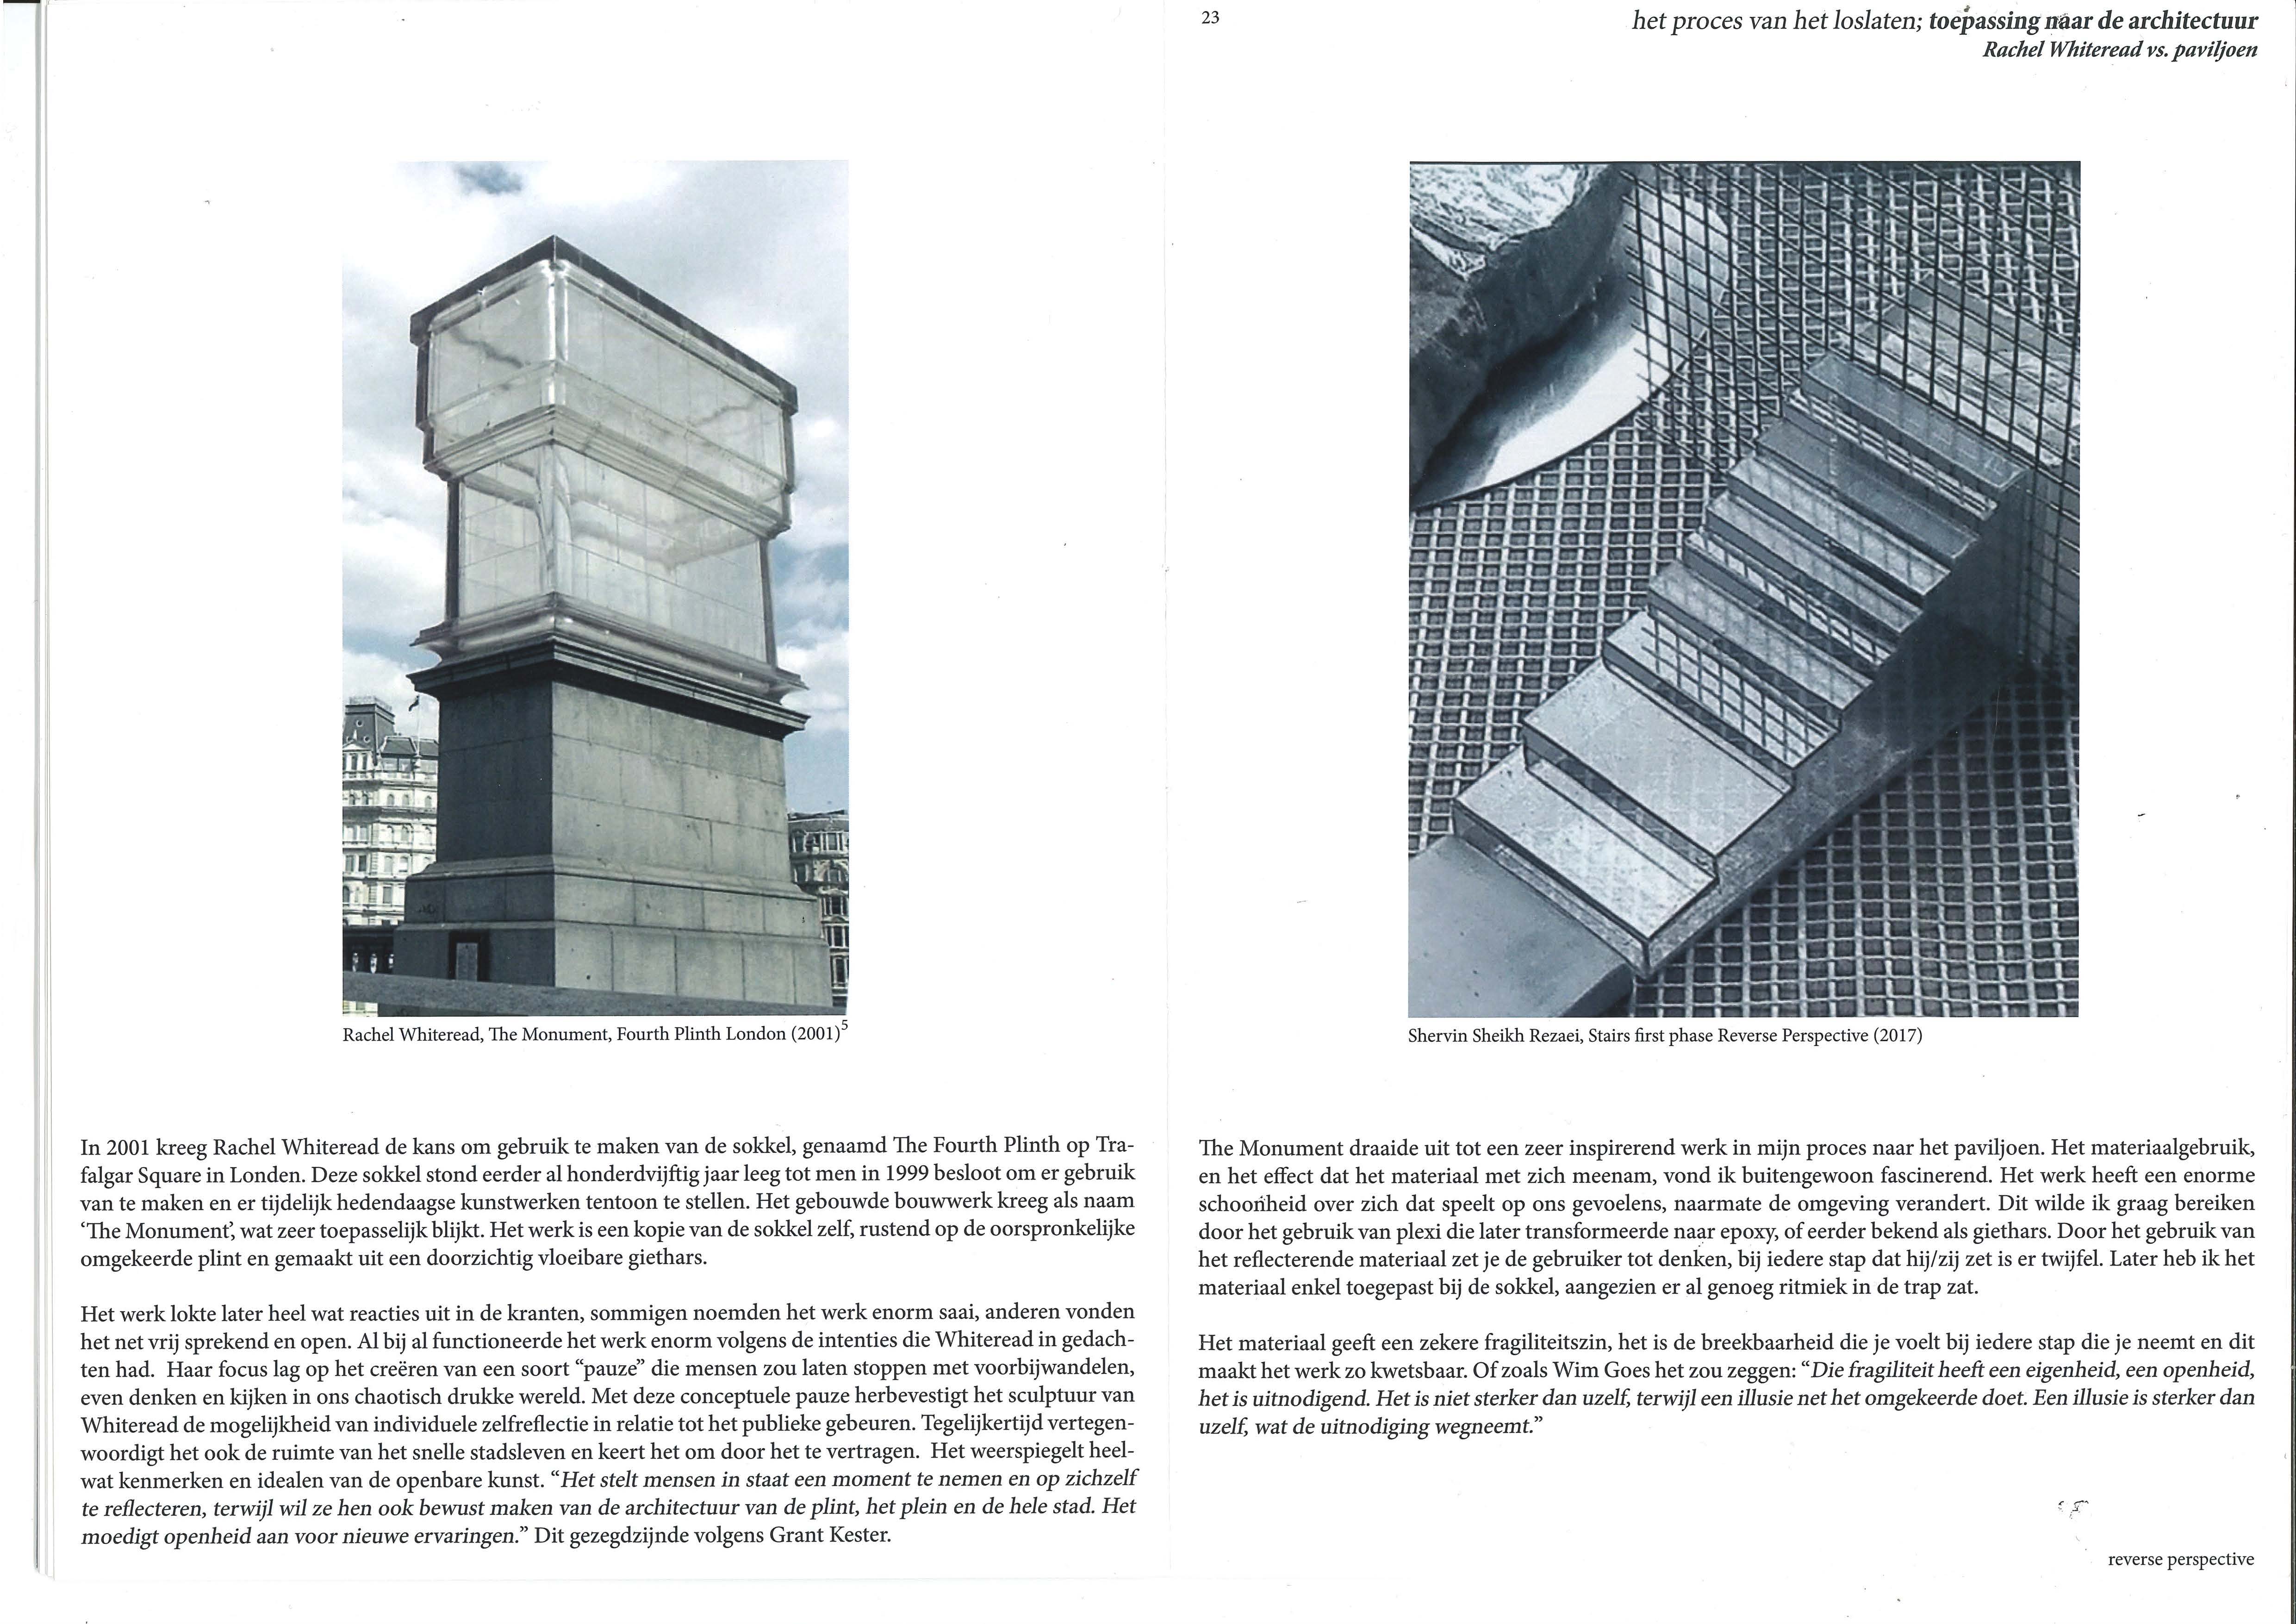 23
het proces van het loslaten; toepassing naar de architectuur
Rachel Whiteread vs. paviljoen
Rachel Whiteread, The Monument, Fourth Plinth London (2001)5
In 2001 kreeg Rachel Whiteread de kans om gebruik te maken van de sokkel, genaamd The Fourth Plinth op Tra-
falgar Square in Londen. Deze sokkel stond eerder al honderdvijftig jaar leeg tot men in 1999 besloot om er gebruik
van te maken en er tijdelijk hedendaagse kunstwerken tentoon te stellen. Het gebouwde bouwwerk kreeg als naam
‘The Monument’, wat zeer toepasselijk blijkt. Het werk is een kopie van de sokkel zelf, rustend op de oorspronkelijke
omgekeerde plint en gemaakt uit een doorzichtig vloeibare giethars.
Het werk lokte later heel wat reacties uit in de kranten, sommigen noemden het werk enorm saai, anderen vonden
het net vrij sprekend en open. Al bij al functioneerde het werk enorm volgens de intenties die Whiteread in gedach-
ten had.  Haar focus lag op het creëren van een soort “pauze” die mensen zou laten stoppen met voorbijwandelen,
even denken en kijken in ons chaotisch drukke wereld. Met deze conceptuele pauze herbevestigt het sculptuur van
Whiteread de mogelijkheid van individuele zelfreflectie in relatie tot het publieke gebeuren. Tegelijkertijd vertegen-
woordigt het ook de ruimte van het snelle stadsleven en keert het om door het te vertragen.  Het weerspiegelt heel-
wat kenmerken en idealen van de openbare kunst. “Het stelt mensen in staat een moment te nemen en op zichzelf
te reflecteren, terwijl wil ze hen ook bewust maken van de architectuur van de plint, het plein en de hele stad. Het
moedigt openheid aan voor nieuwe ervaringen.” Dit gezegdzijnde volgens Grant Kester.
Shervin Sheikh Rezaei, Stairs first phase Reverse Perspective (2017)
The Monument draaide uit tot een zeer inspirerend werk in mijn proces naar het paviljoen. Het materiaalgebruik,
en het effect dat het materiaal met zich meenam, vond ik buitengewoon fascinerend. Het werk heeft een enorme
schoonheid over zich dat speelt op ons gevoelens, naarmate de omgeving verandert. Dit wilde ik graag bereiken
door het gebruik van plexi die later transformeerde naar epoxy, of eerder bekend als giethars. Door het gebruik van
het reflecterende materiaal zet je de gebruiker tot denken, bij iedere stap dat hij/zij zet is er twijfel. Later heb ik het
materiaal enkel toegepast bij de sokkel, aangezien er al genoeg ritmiek in de trap zat.
Het materiaal geeft een zekere fragiliteitszin, het is de breekbaarheid die je voelt bij iedere stap die je neemt en dit
maakt het werk zo kwetsbaar. Of zoals Wim Goes het zou zeggen: “Die fragiliteit heeft een eigenheid, een openheid,
het is uitnodigend. Het is niet sterker dan uzelf, terwijl een illusie net het omgekeerde doet. Een illusie is sterker dan
uzelf, wat de uitnodiging wegneemt.”
reverse perspective